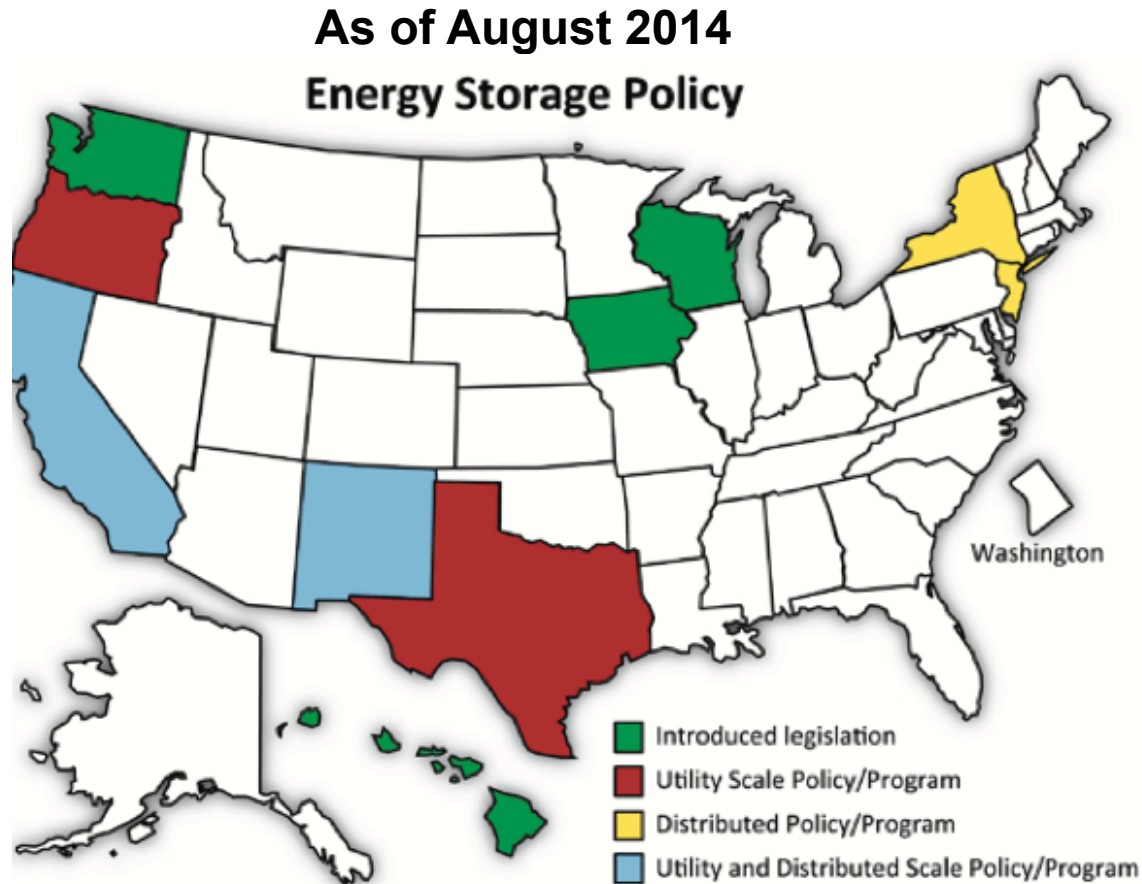 As of August 2014
Energy Storage Policy
Washington
Introduced legislation
Utility Scale Policy/Program
Distributed Policy/Program
Utility and Distributed Scale Policy/Program